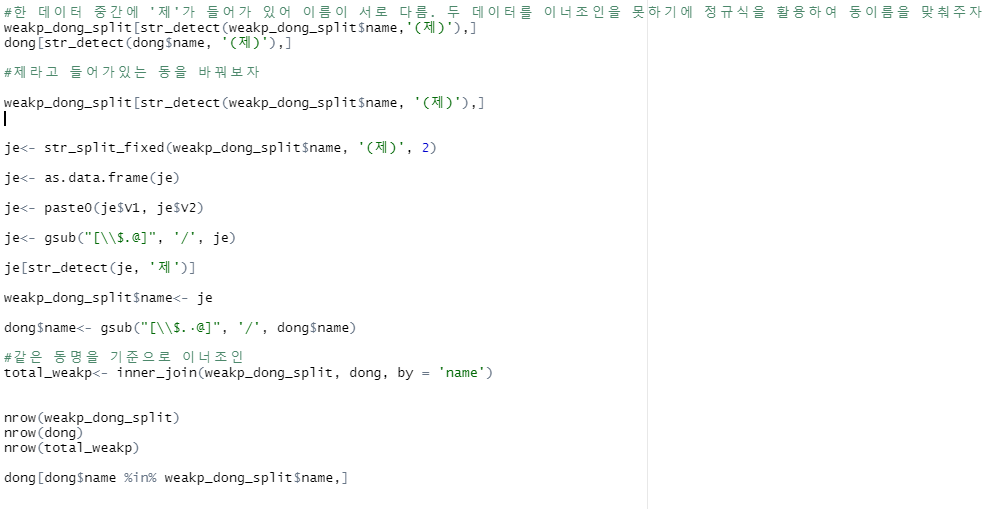 #한 데이터 중간에 '제'가 들어가 있어 이름이 서로 다름. 두 데이터를 이너조인을 못하기에 정규식을 활용하여 동이름을 맞춰주자
weakp_dong_split[str_detect(weakp_dong_split$name,'(제)'),]
dong[str_detect(dong$name, '(제)'),]
#제라고 들어가있는 동을 바꿔보자
weakp_dong_split[str_detect(weakp_dong_split$name, '(제)'),]
je<- str_split_fixed(weakp_dong_split$name, '(제)', 2)
je<- as.data.frame(je)
je<- paste0(je$V1, je$V2)
je<- gsub("[\\$.@]", '/', je)
je[str_detect(je, '제')]
weakp_dong_split$name<- je
dong$name<- gsub("[\\$.·@]", '/', dong$name)
#같은 동명을 기준으로 이너조인
total_weakp<- inner_join(weakp_dong_split, dong, by = 'name')
nrow(weakp_dong_split)
nrow(dong)
nrow(total_weakp)
dong[dong$name %in% weakp_dong_split$name,]